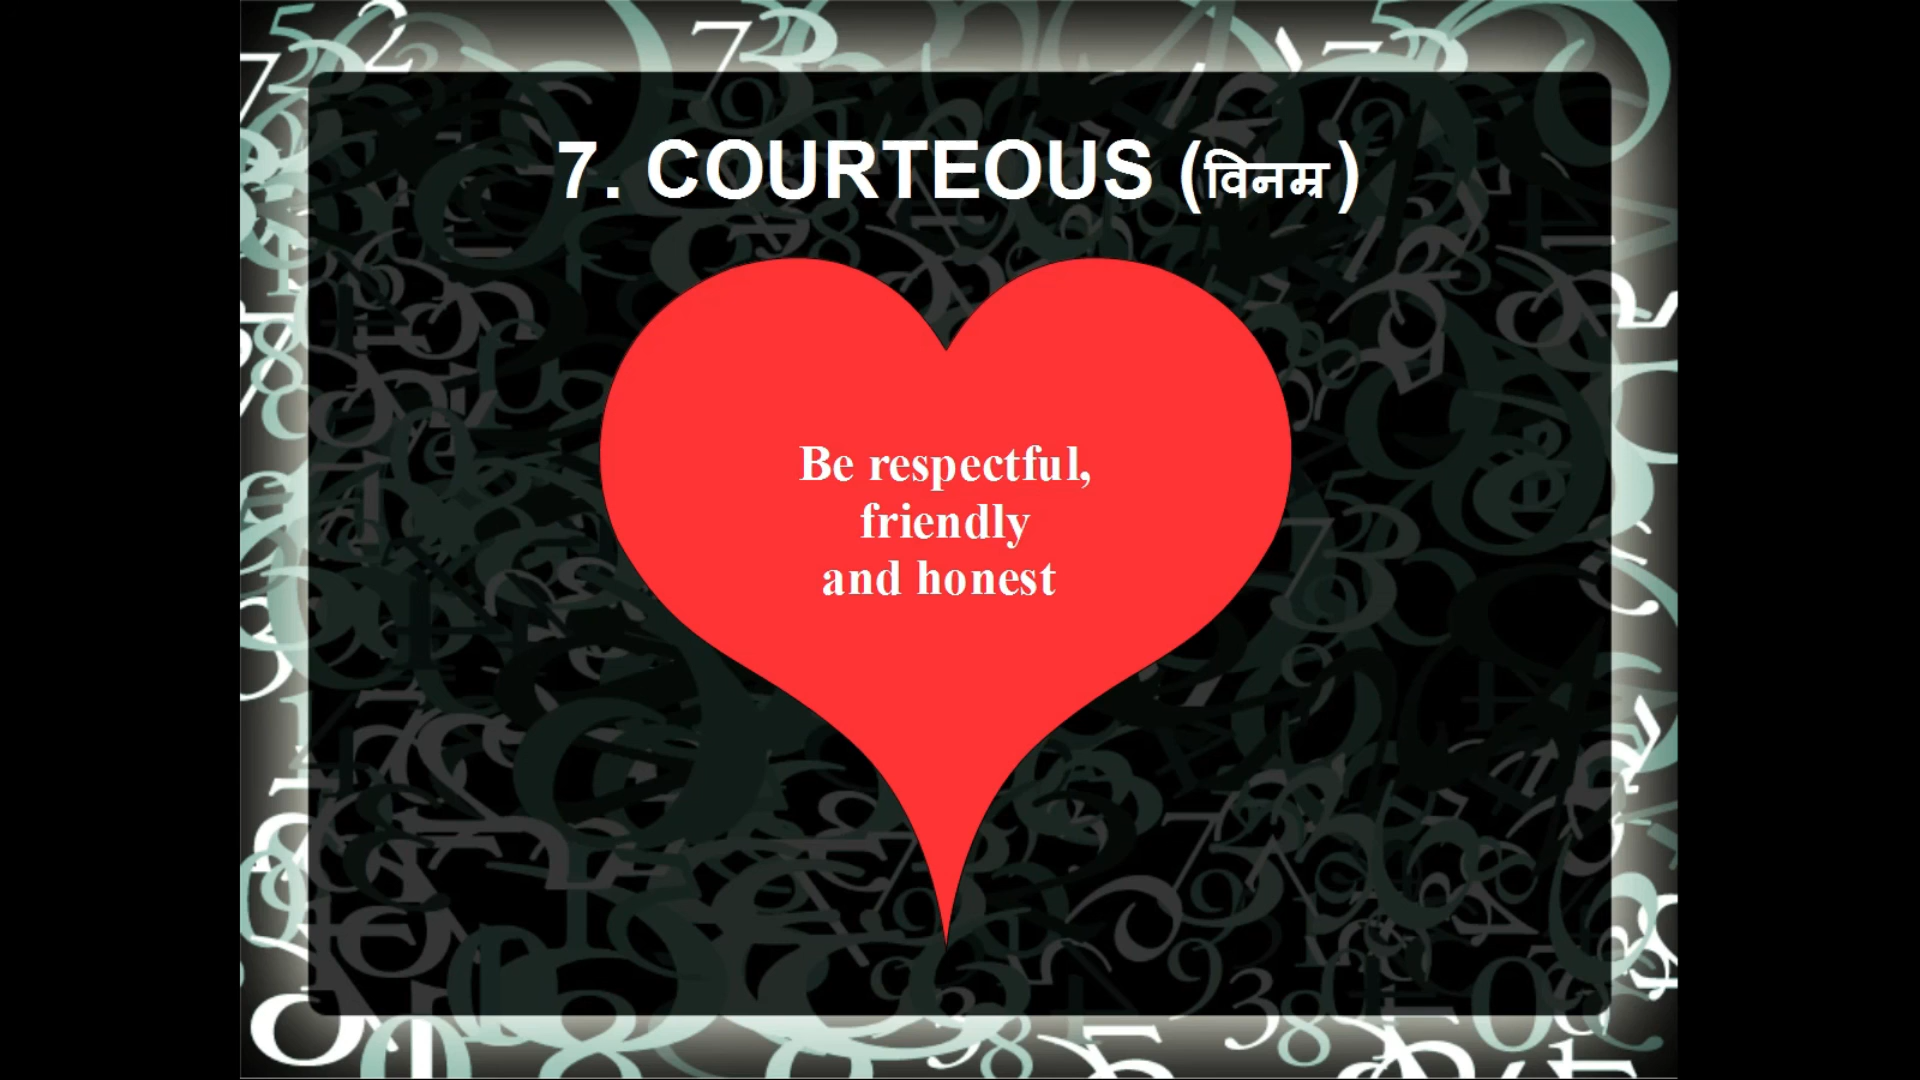 7. COURTEOUS (विनम्र )
Be respectful,
friendly
and honest